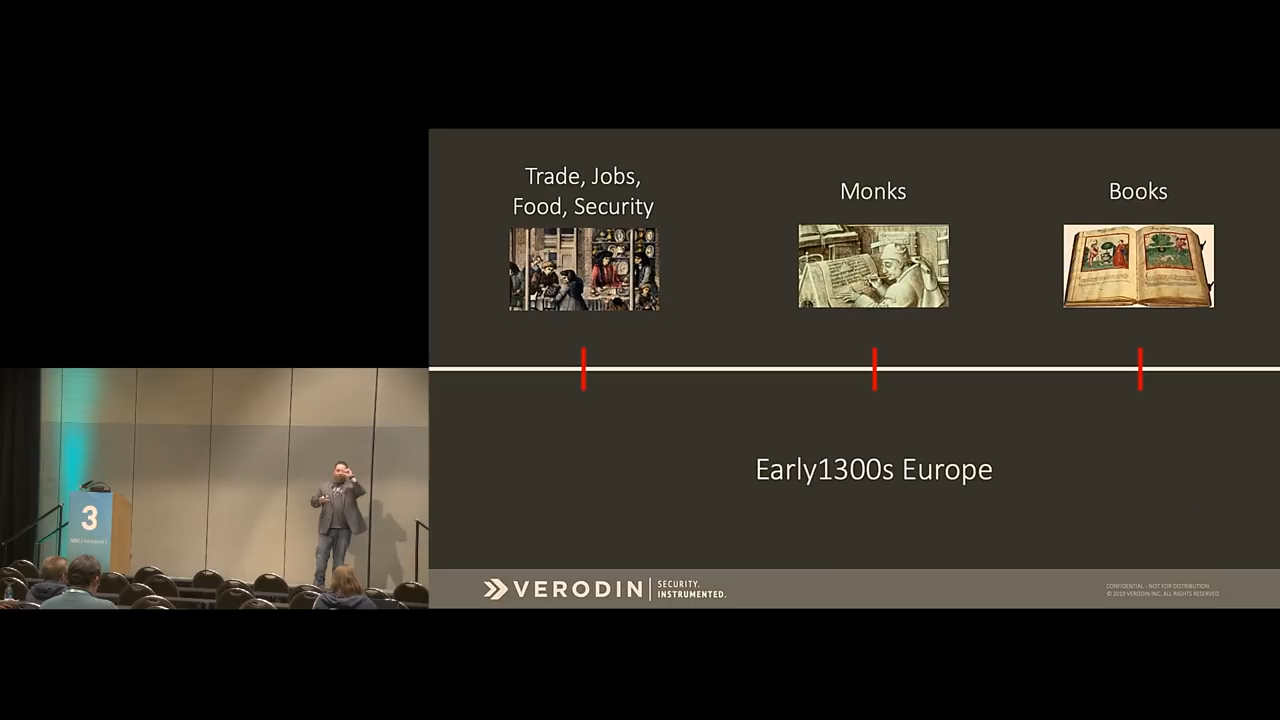 Trade, Jobs,
Food, Security
Monks
Books
Early1300s Europe
3
VERODIN
SECURITY.
INSTRUMENTED.
CONFIDENTIAL - NOT FOR DISTRIBUTION
© 2019 VERODIN INC. ALL RIGHTS RESERVED